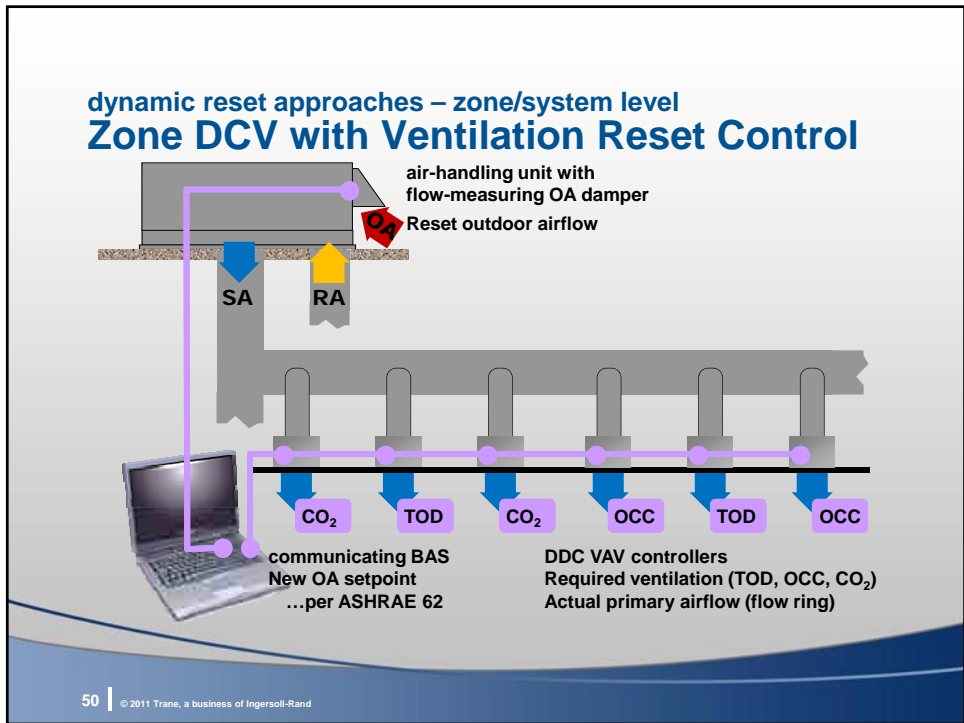 dynamic reset approaches – zone/system level
Zone DCV with Ventilation Reset Control
air-handling unit with
flow-measuring OA damper
OA
Reset outdoor airflow
SA
RA
CO₂
TOD
CO₂
OCC
TOD
OCC
communicating BAS
New OA setpoint
…per ASHRAE 62
DDC VAV controllers
Required ventilation (TOD, OCC, CO₂)
Actual primary airflow (flow ring)
50
© 2011 Trane, a business of Ingersoll-Rand